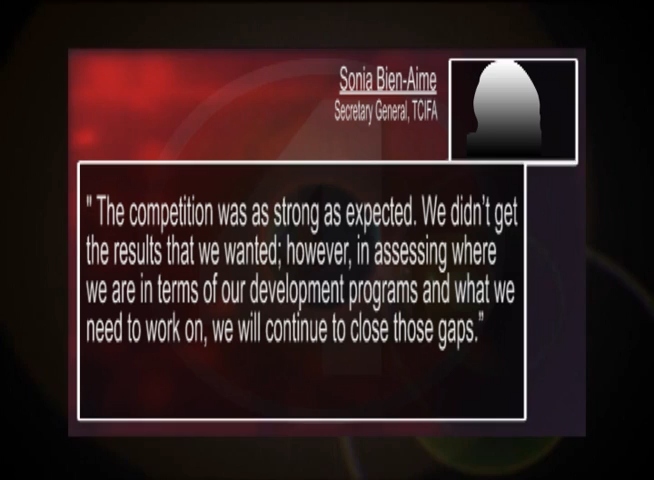 Sonia Bien-Aime
Secretary General, TCIFA
" The competition was as strong as expected. We didn't get
the results that we wanted; however, in assessing where
we are in terms of our development programs and what we
need to work on, we will continue to close those gaps."